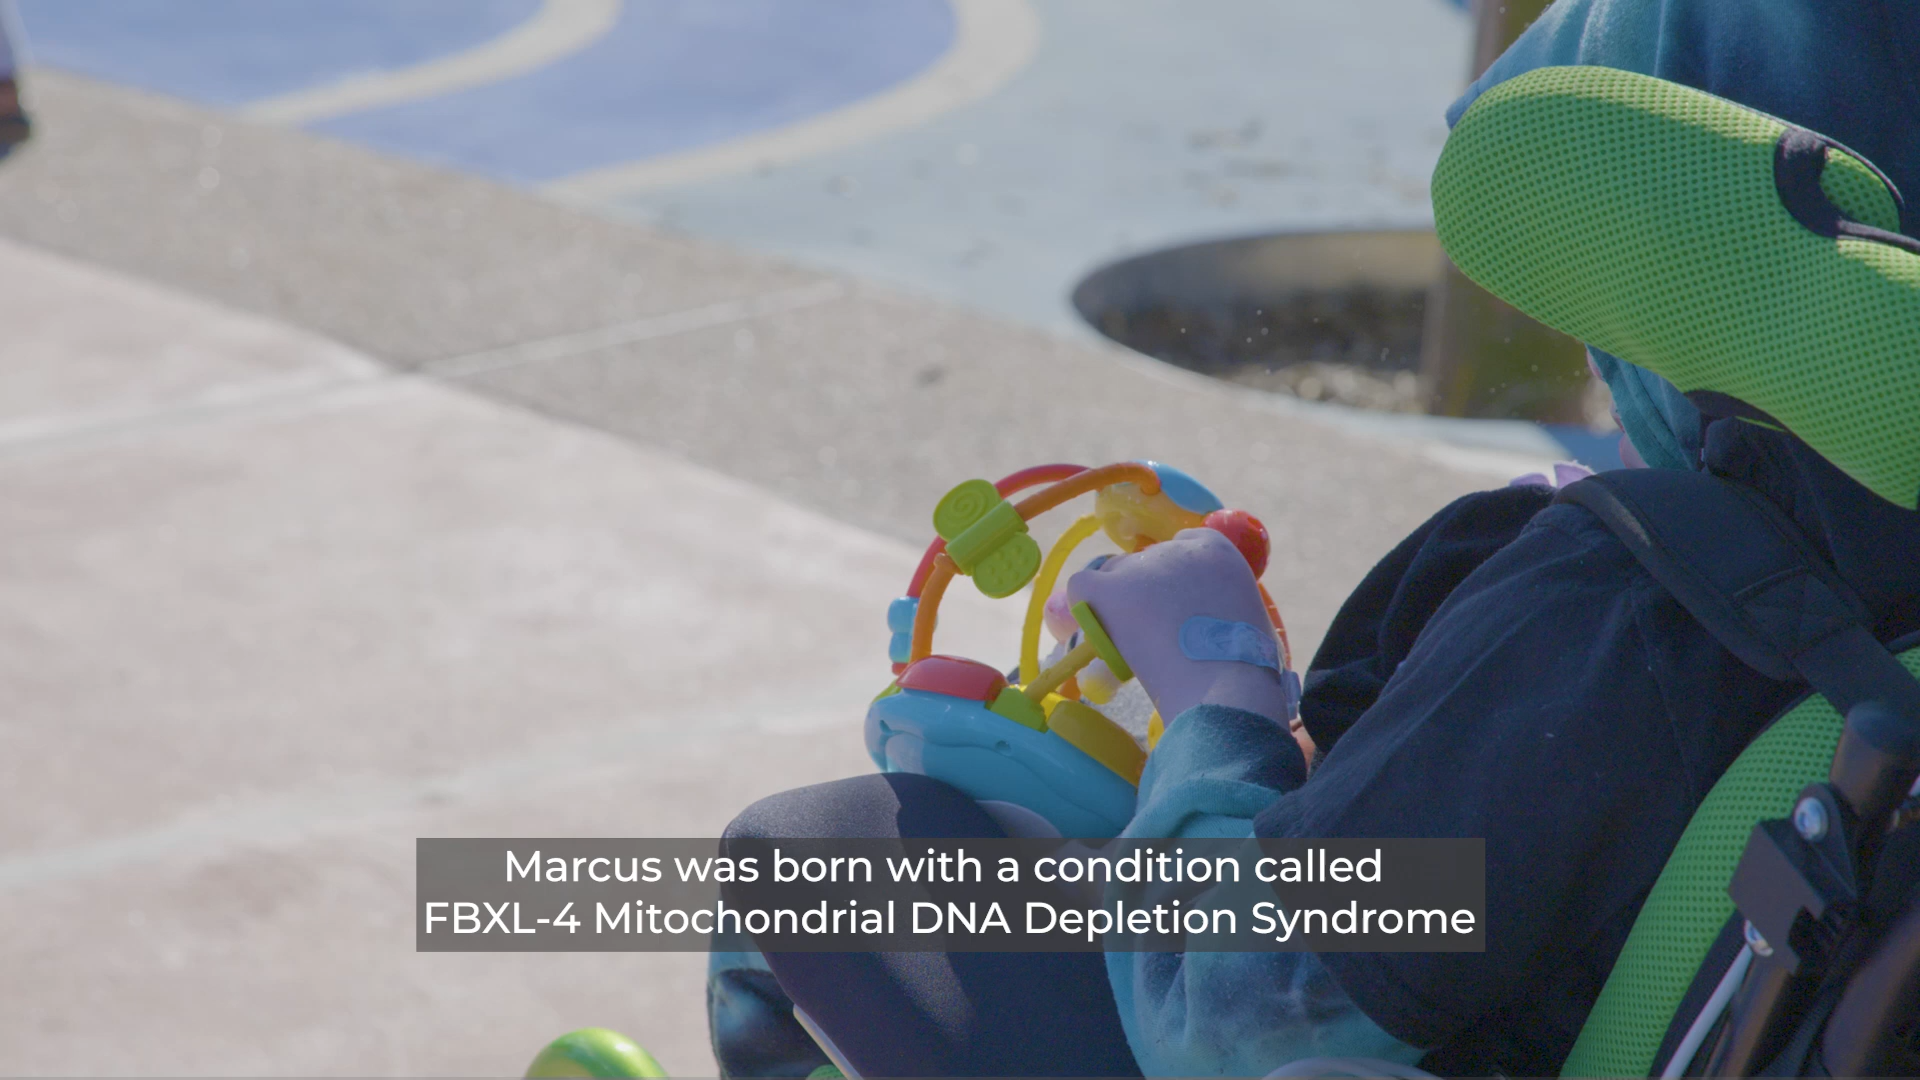 Marcus was born with a condition called
FBXL-4 Mitochondrial DNA Depletion Syndrome